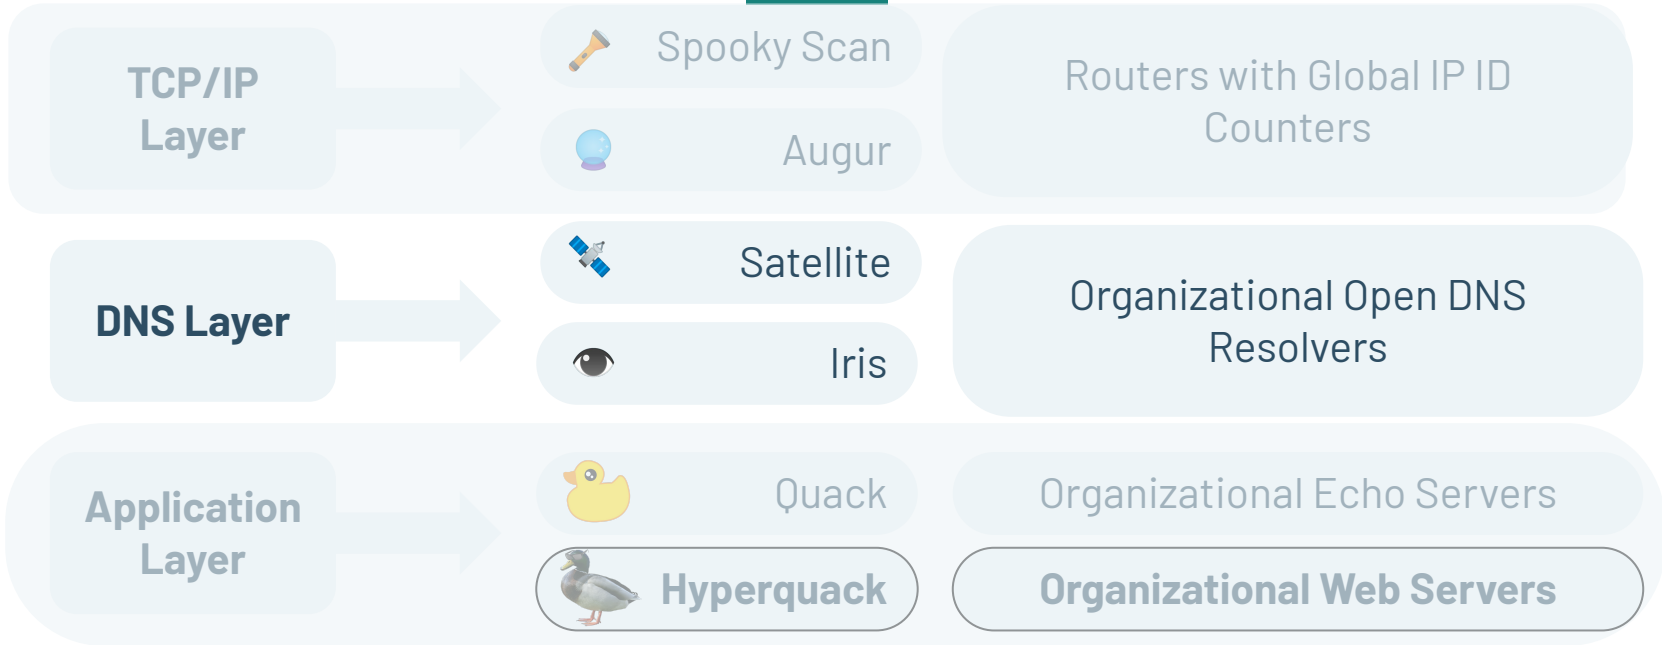 TCP/IP
Layer
Spooky Scan
Augur
Routers with Global IP ID
Counters
DNS Layer
Satellite
Iris
Organizational Open DNS
Resolvers
Application
Layer
Quack
Organizational Echo Servers
Hyperquack
Organizational Web Servers